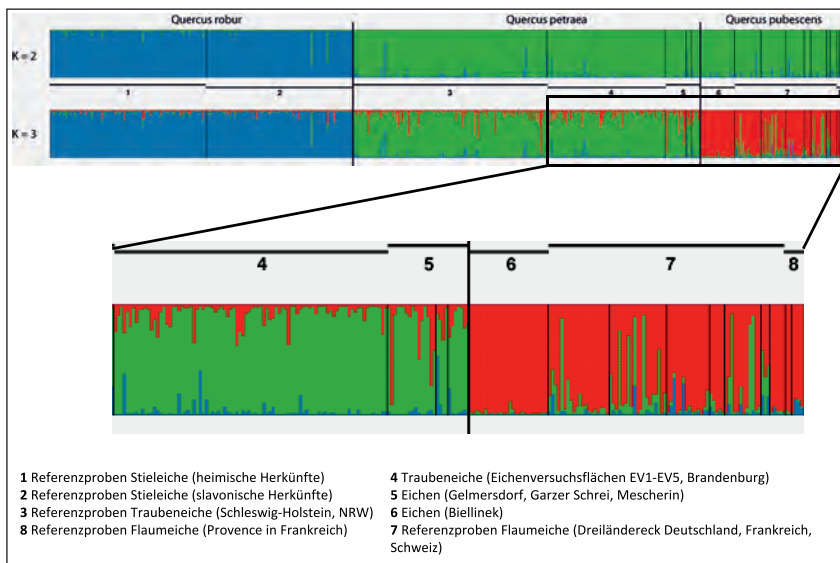 Quercus robur Quercus petraea Quercus pubescens
K = 2
1 2 3 4 5 6 7
K = 3
4 5 6 7 8
1 Referenzproben Stieleiche (heimische Herkünfte)
2 Referenzproben Stieleiche (slavonische Herkünfte)
3 Referenzproben Traubeneiche (Schleswig-Holstein, NRW)
8 Referenzproben Flaumeiche (Provence in Frankreich)
4 Traubeneiche (Eichenversuchsflächen EV1-EV5, Brandenburg)
5 Eichen (Gelmersdorf, Garzer Schrei, Mescherin)
6 Eichen (Biellinek)
7 Referenzproben Flaumeiche (Dreiländereck Deutschland, Frankreich,
Schweiz)